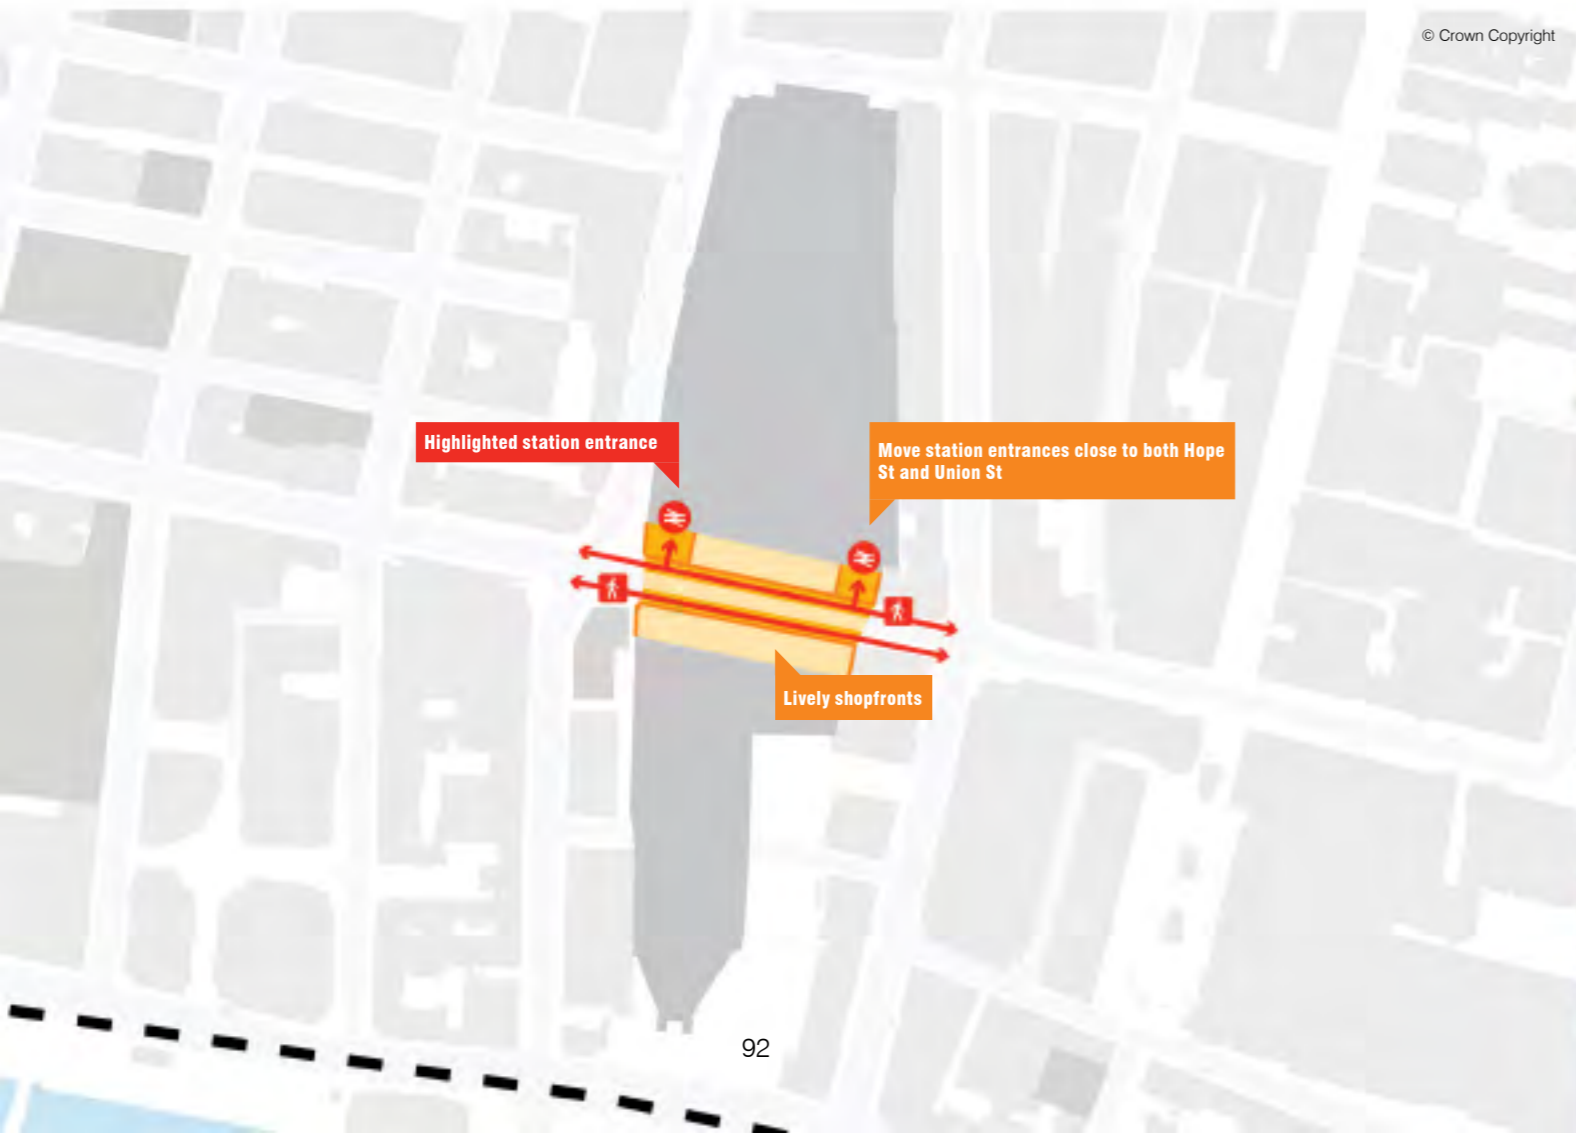 © Crown Copyright
Highlighted station entrance
Move station entrances close to both Hope
St and Union St
Lively shopfronts
92